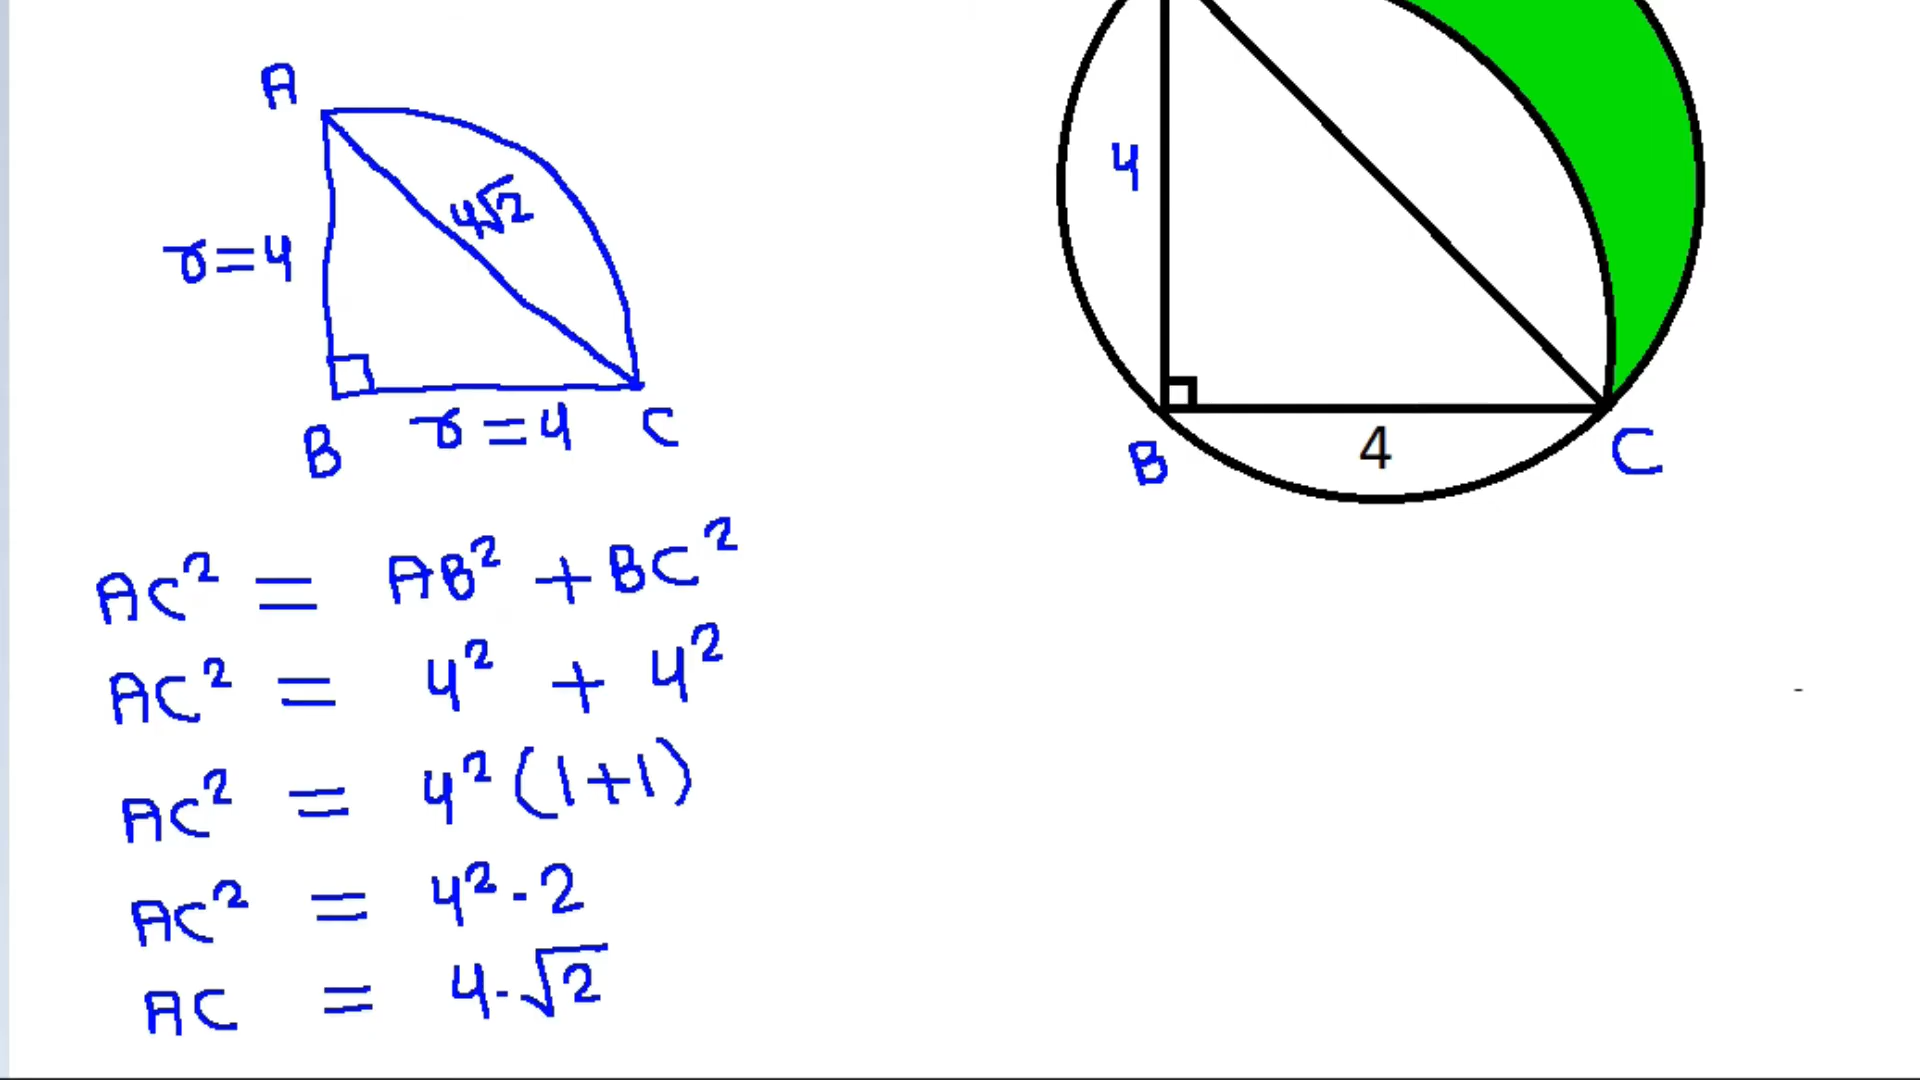 A
4√2
r=4
B
r=4
C
4
B
4
C
AC² = AB² + BC²
AC² = 4² + 4²
AC² = 4² (1+1)
AC² = 4² · 2
AC = 4·√2